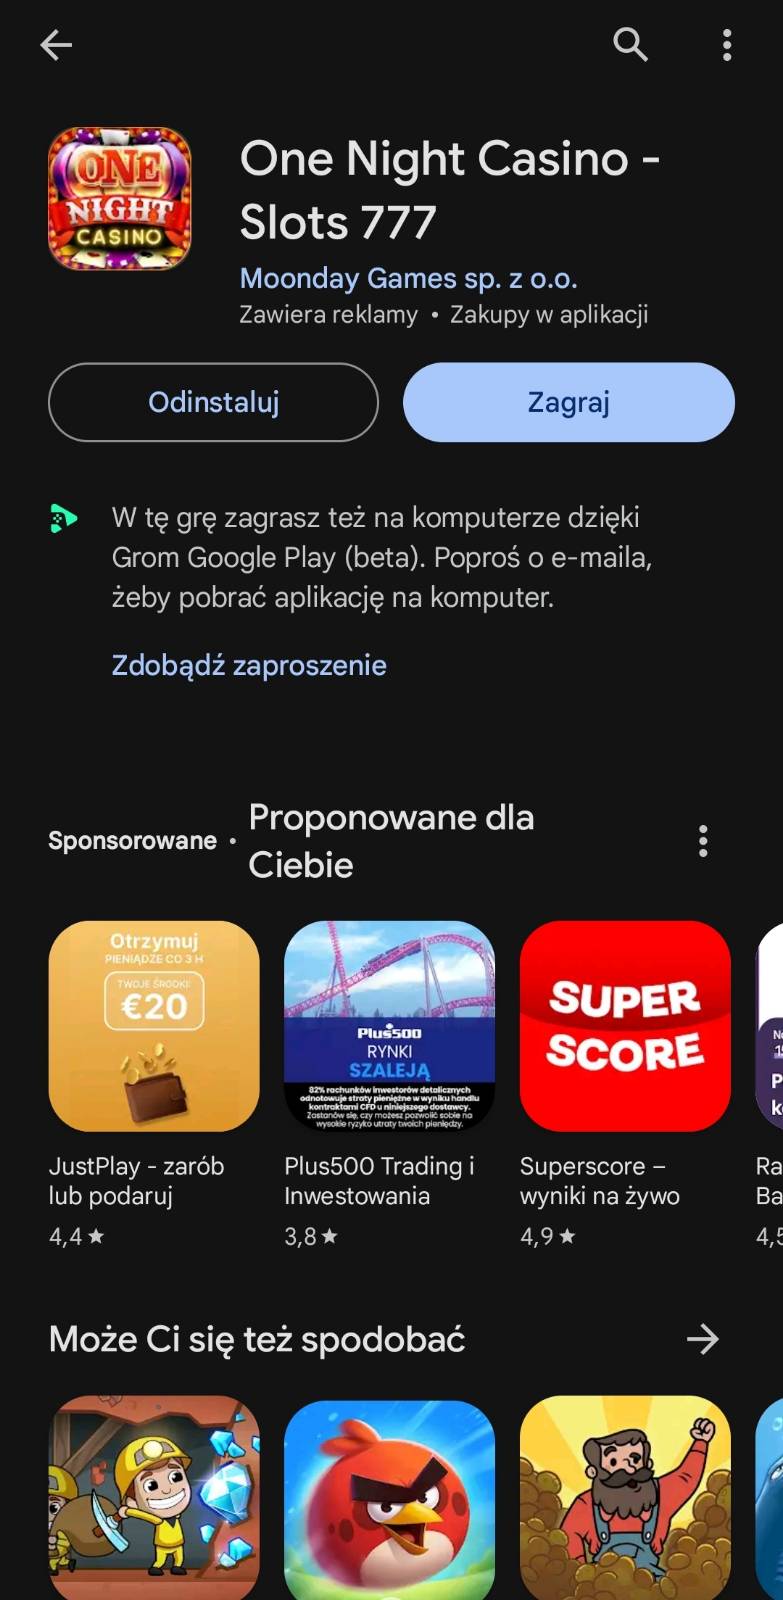 ONE
NIGHT
CASINO
One Night Casino -
Slots 777
Moonday Games sp. z o.o.
Zawiera reklamy • Zakupy w aplikacji
Odinstaluj
Zagraj
W tę grę zagrasz też na komputerze dzięki
Grom Google Play (beta). Poproś o e-maila,
żeby pobrać aplikację na komputer.
Zdobądź zaproszenie
Sponsorowane •
Proponowane dla
Ciebie
Otrzymuj
PIENIĄDZE CO 3 H
TWOJE ŚRODKI:
€20
Plus500
RYNKI
SZALEJĄ
82% rachunków inwestorów detalicznych
odnotowuje straty pieniężne w wyniku handlu
kontraktami CFD u niniejszego dostawcy.
Zastanów się, czy możesz pozwolić sobie na
wysokie ryzyko utraty twoich pieniędzy.
SUPER
SCORE
JustPlay - zarób
lub podaruj
4,4 ★
Plus500 Trading i
Inwestowania
3,8 ★
Superscore –
wyniki na żywo
4,9 ★
Ra
Ba
4,5
Może Ci się też spodobać